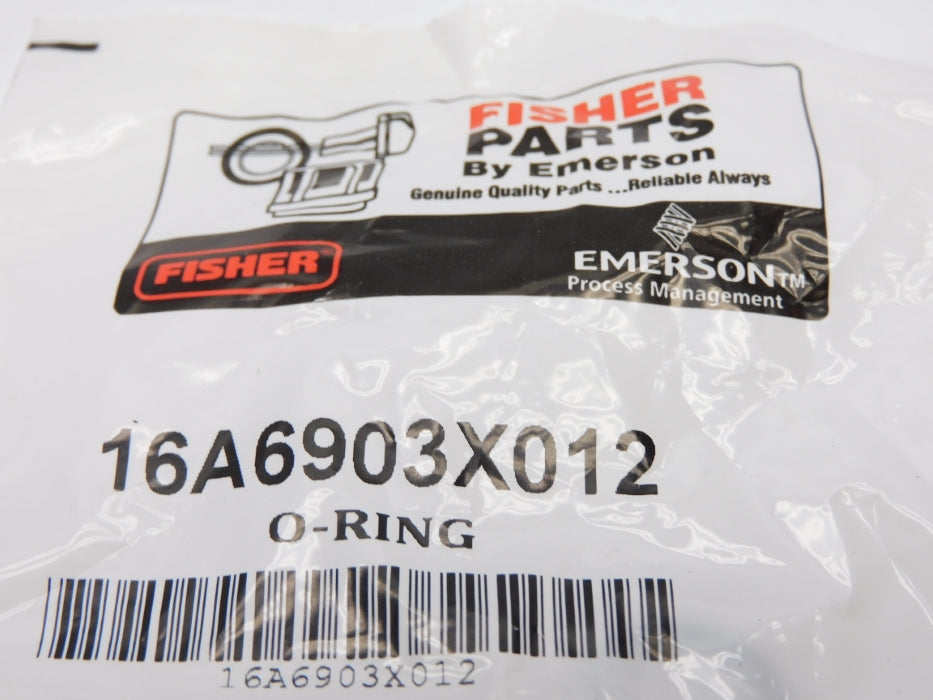 FISHER
PARTS
By Emerson
Genuine Quality Parts ...Reliable Always
FISHER®
EMERSON™
Process Management
16A6903X012
O-RING
16A6903X012